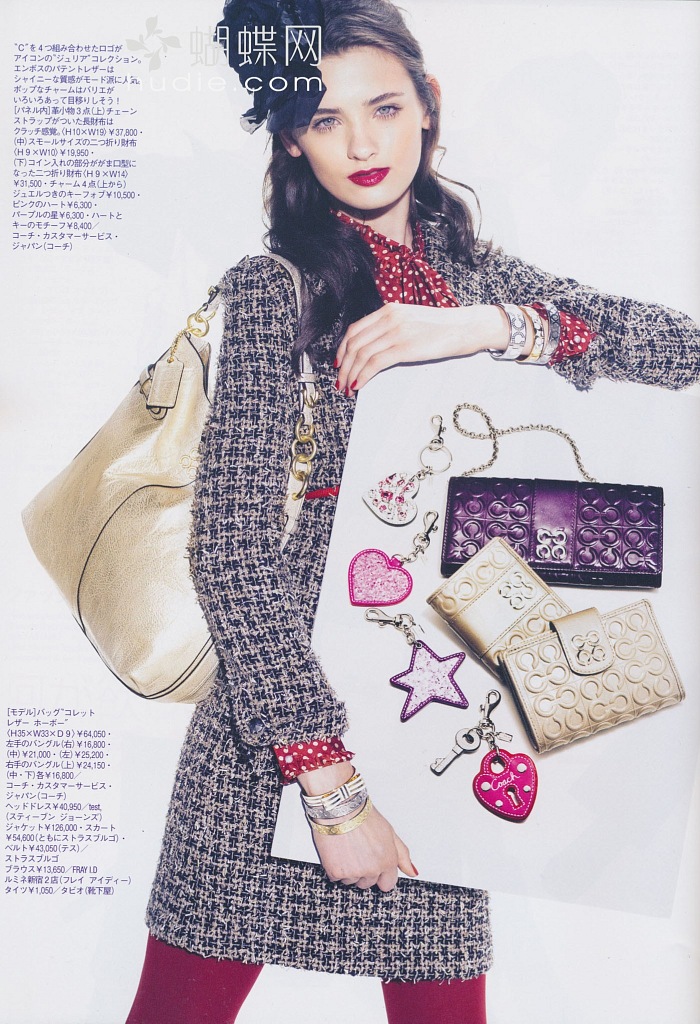 "C"を4つ組み合わせたロゴが
アイコンの"ジュリア"コレクション。
エンボスのパテントレザーは
シャイニーな質感がモード派に人気。
ポップなチャームはバリエが
いろいろあって目移りしそう!
[パネル内]革小物3点(上)チェーン
ストラップがついた長財布は
クラッチ感覚。〈H10×W19〉¥37,800・
(中)スモールサイズの二つ折り財布
〈H9×W10〉¥19,950・
(下)コイン入れの部分ががま口型に
なった二つ折り財布〈H9×W14〉
¥31,500・チャーム4点(上から)
ジュエルつきのキーフォブ¥10,500・
ピンクのハート¥6,300・
パープルの星¥6,300・ハートと
キーのモチーフ¥8,400/
コーチ・カスタマーサービス・
ジャパン(コーチ)
蝴蝶网
udie.com
Coach
[モデル]バッグ"コレット
レザー ホーボー"
〈H35×W33×D9〉¥64,050・
左手のバングル(右)¥16,800・
(中)¥21,000・(左)¥25,200・
右手のバングル(上)¥24,150・
(中・下)各¥16,800/
コーチ・カスタマーサービス・
ジャパン(コーチ)
ヘッドドレス¥40,950/test.
(スティーブン ジョーンズ)
ジャケット¥126,000・スカート
¥54,600(ともにストラスブルゴ)・
ベルト¥43,050(テス)/
ストラスブルゴ
ブラウス¥13,650/FRAY I.D
ルミネ新宿2店(フレイ アイディー)
タイツ¥1,050/タビオ(靴下屋)